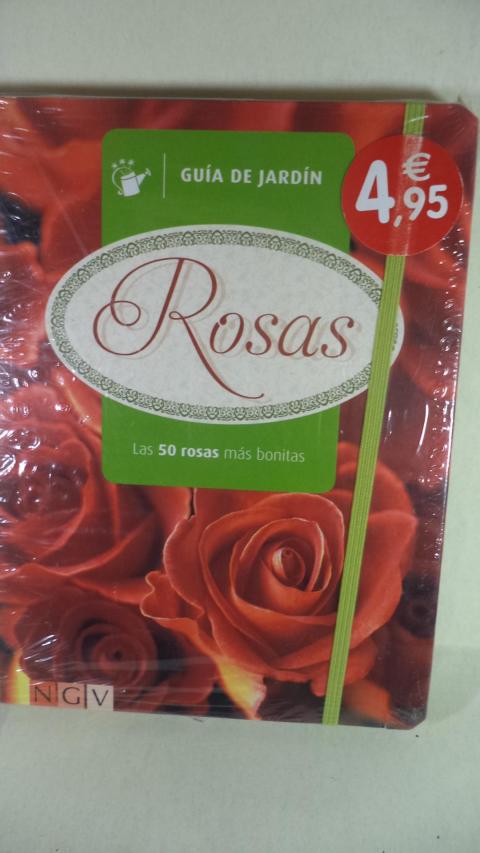 GUÍA DE JARDÍN
€
4,95
Rosas
Las 50 rosas más bonitas
NGV